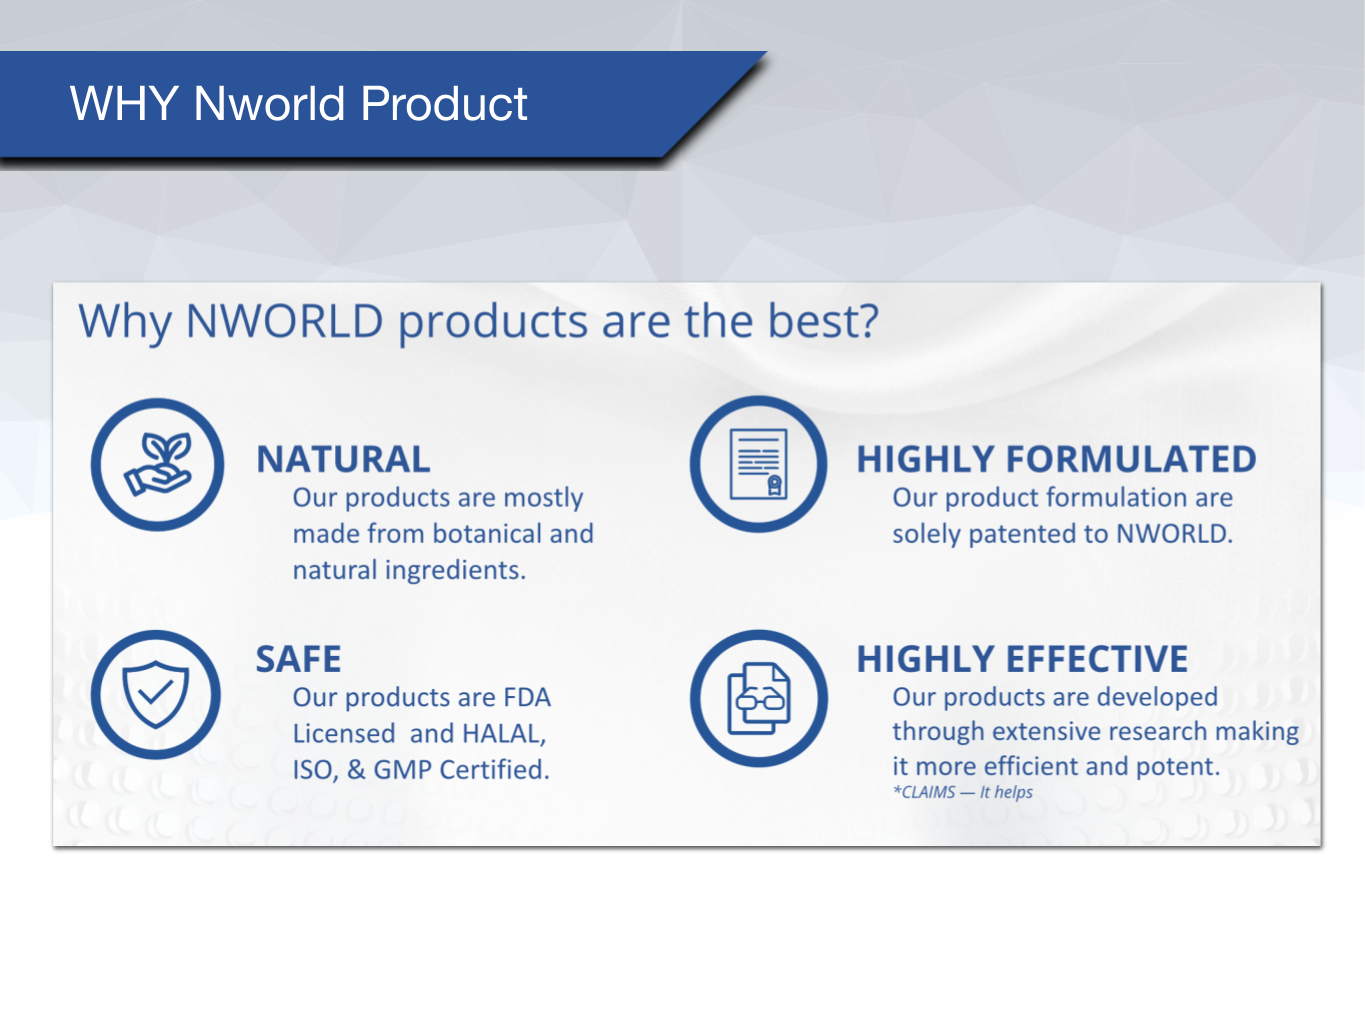 WHY Nworld Product
Why NWORLD products are the best?
NATURAL
Our products are mostly
made from botanical and
natural ingredients.
HIGHLY FORMULATED
Our product formulation are
solely patented to NWORLD.
SAFE
Our products are FDA
Licensed  and HALAL,
ISO, & GMP Certified.
HIGHLY EFFECTIVE
Our products are developed
through extensive research making
it more efficient and potent.
*CLAIMS — It helps